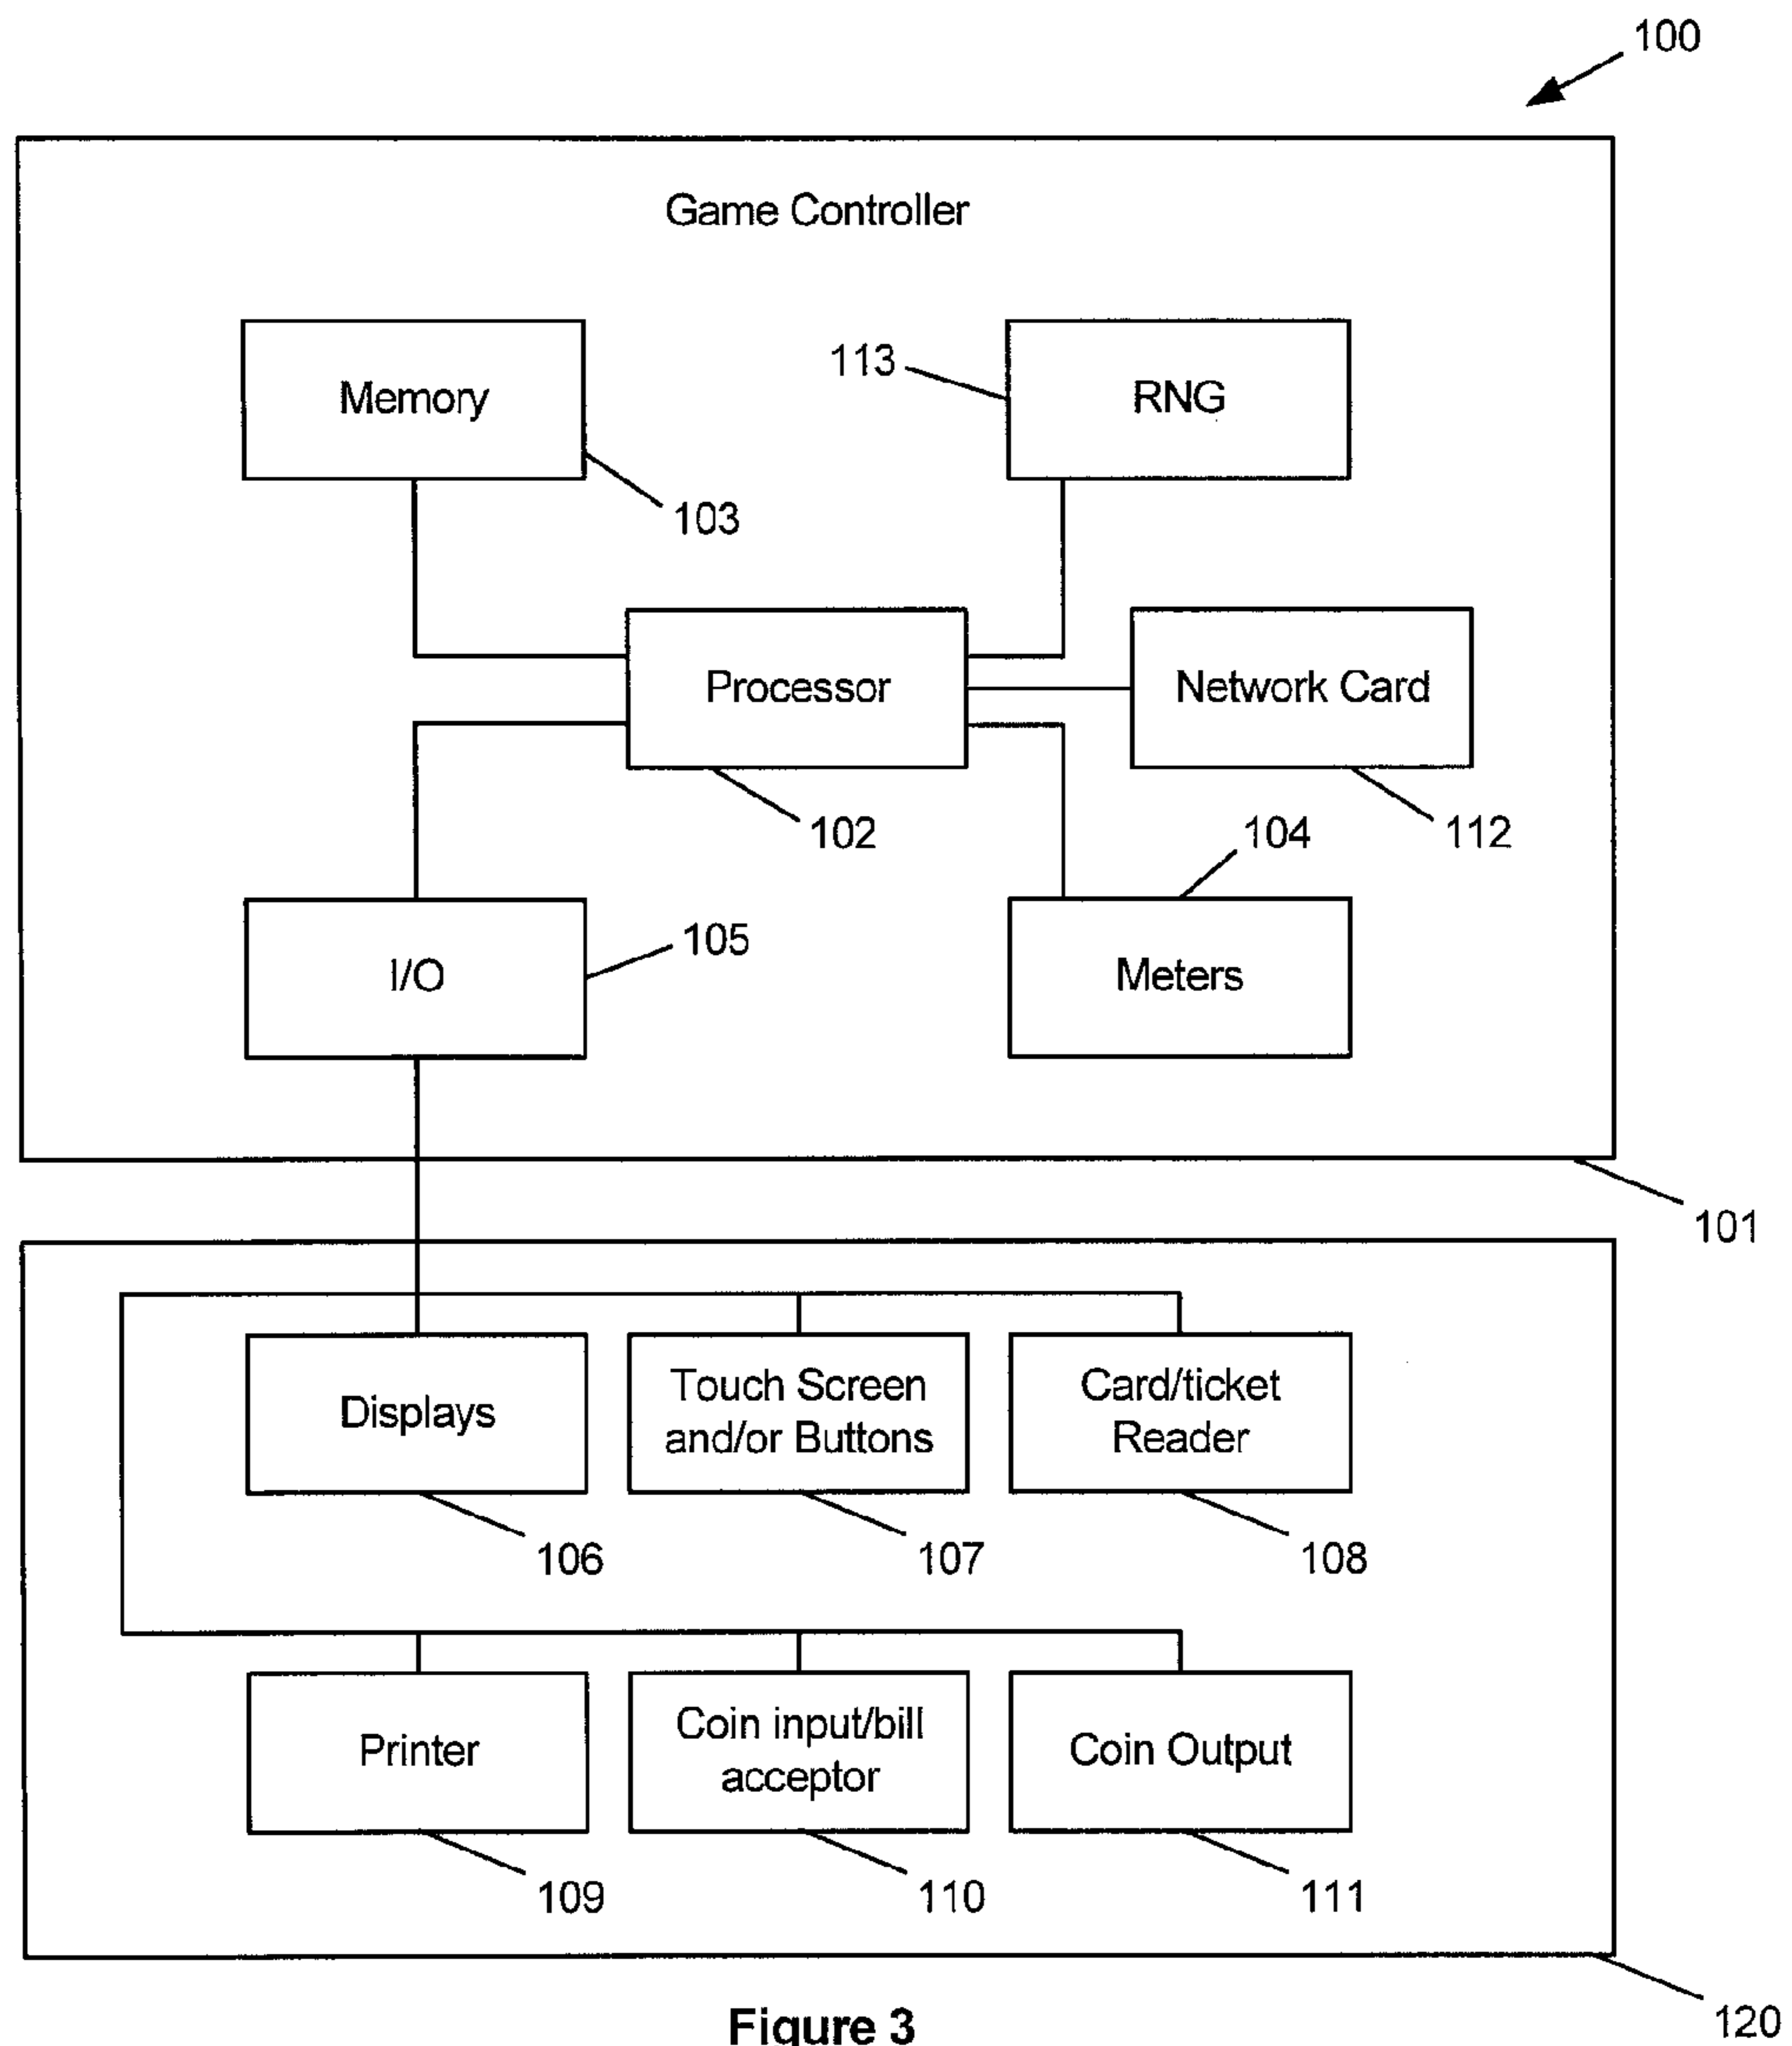 100
Game Controller
Memory
113
RNG
103
Processor
Network Card
102
104
112
105
I/O
Meters
101
Displays
Touch Screen
and/or Buttons
Card/ticket
Reader
106
107
108
Printer
Coin input/bill
acceptor
Coin Output
109
110
111
120
Figure 3